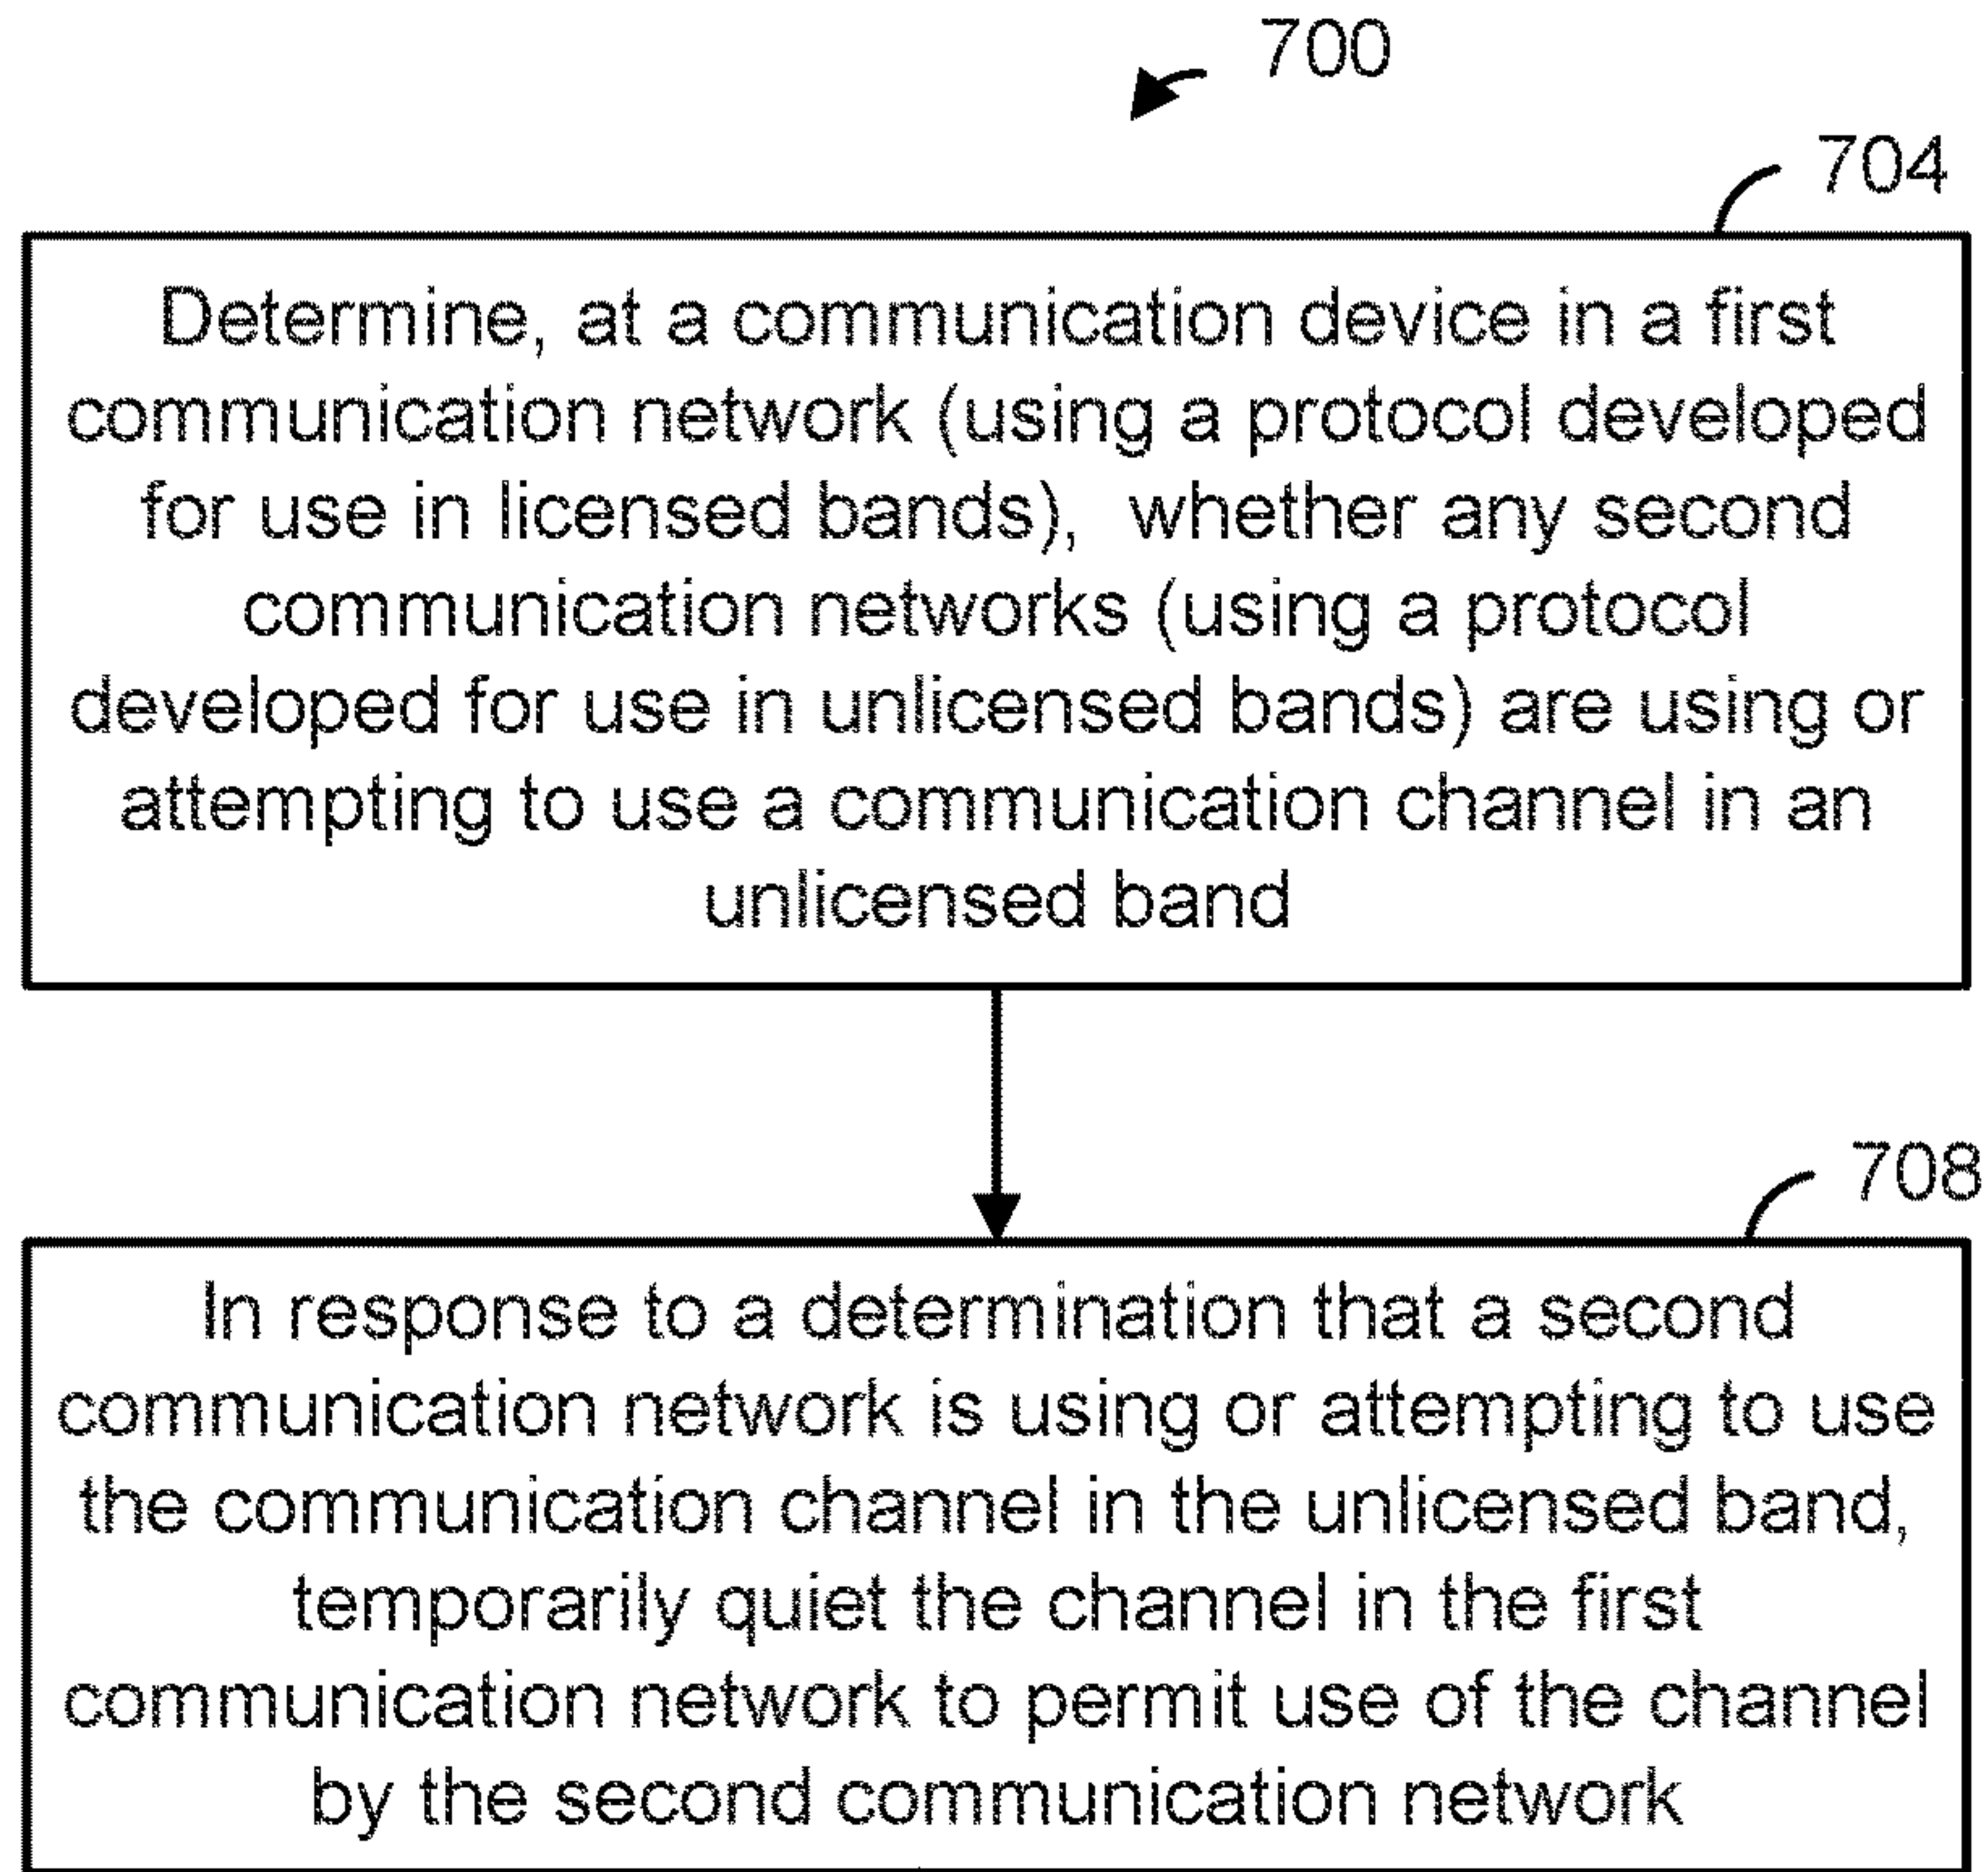 700
704
Determine, at a communication device in a first
communication network (using a protocol developed
for use in licensed bands), whether any second
communication networks (using a protocol
developed for use in unlicensed bands) are using or
attempting to use a communication channel in an
unlicensed band
708
In response to a determination that a second
communication network is using or attempting to use
the communication channel in the unlicensed band,
temporarily quiet the channel in the first
communication network to permit use of the channel
by the second communication network